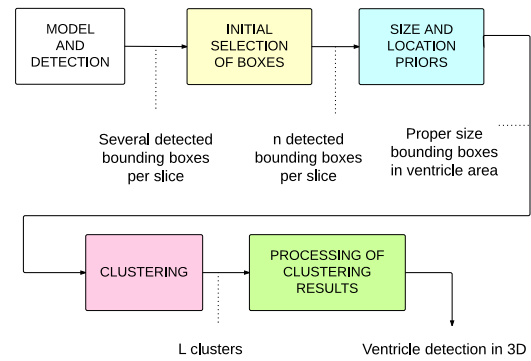 MODEL
AND
DETECTION
INITIAL
SELECTION
OF BOXES
SIZE AND
LOCATION
PRIORS
Several detected
bounding boxes
per slice
n detected
bounding boxes
per slice
Proper size
bounding boxes
in ventricle area
CLUSTERING
PROCESSING OF
CLUSTERING
RESULTS
L clusters
Ventricle detection in 3D